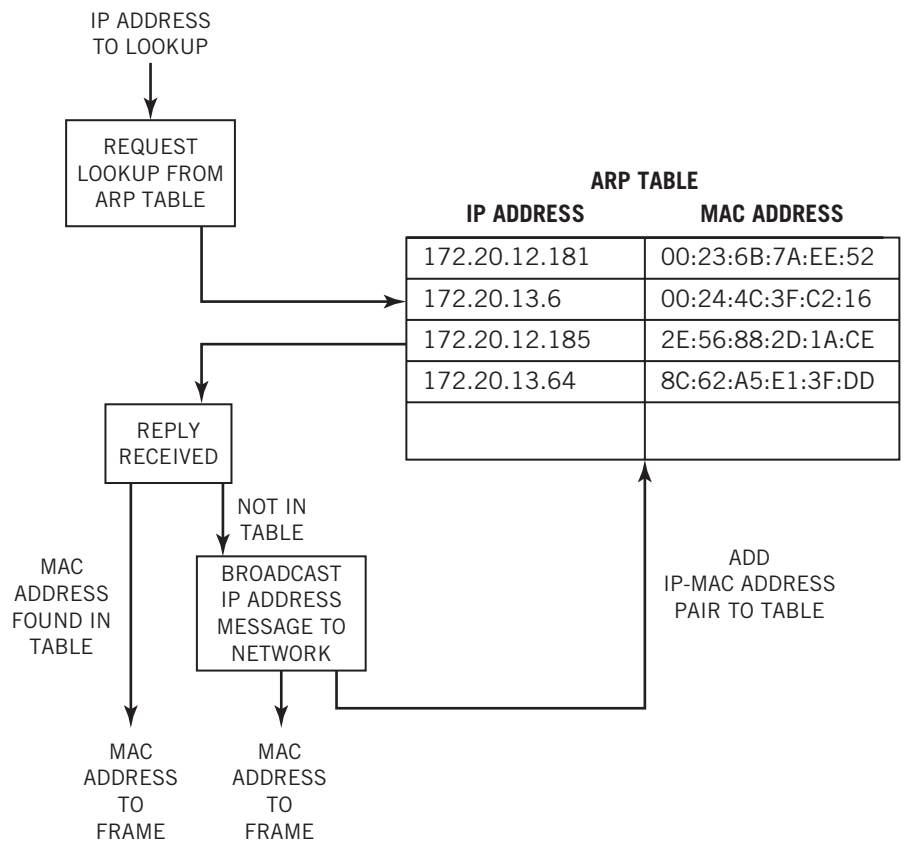 IP ADDRESS
TO LOOKUP
REQUEST
LOOKUP FROM
ARP TABLE
ARP TABLE
IP ADDRESS MAC ADDRESS
172.20.12.181 00:23:6B:7A:EE:52
172.20.13.6 00:24:4C:3F:C2:16
172.20.12.185 2E:56:88:2D:1A:CE
172.20.13.64 8C:62:A5:E1:3F:DD
REPLY
RECEIVED
NOT IN
TABLE
MAC
ADDRESS
FOUND IN
TABLE
BROADCAST
IP ADDRESS
MESSAGE TO
NETWORK
ADD
IP-MAC ADDRESS
PAIR TO TABLE
MAC
ADDRESS
TO
FRAME
MAC
ADDRESS
TO
FRAME